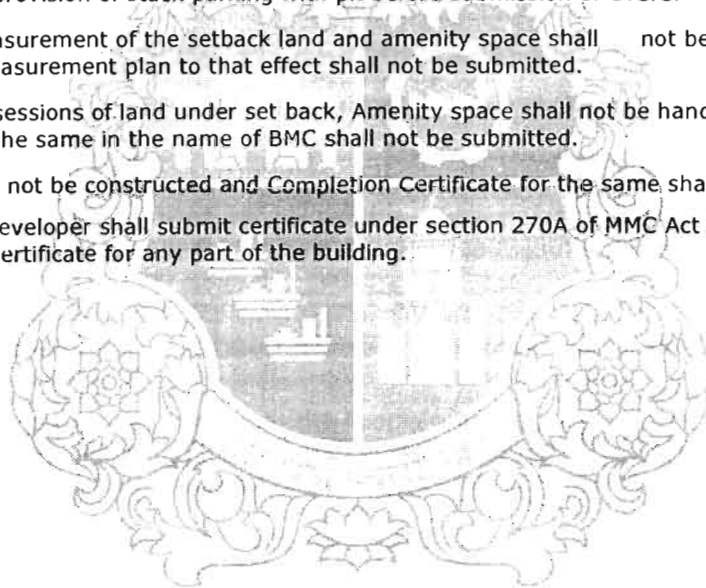 asurement of the setback land and amenity space shall not be
easurement plan to that effect shall not be submitted.
sessions of land under set back, Amenity space shall not be hand
he same in the name of BMC shall not be submitted.
not be constructed and Completion Certificate for the same sha
eveloper shall submit certificate under section 270A of MMC Act
ertificate for any part of the building.